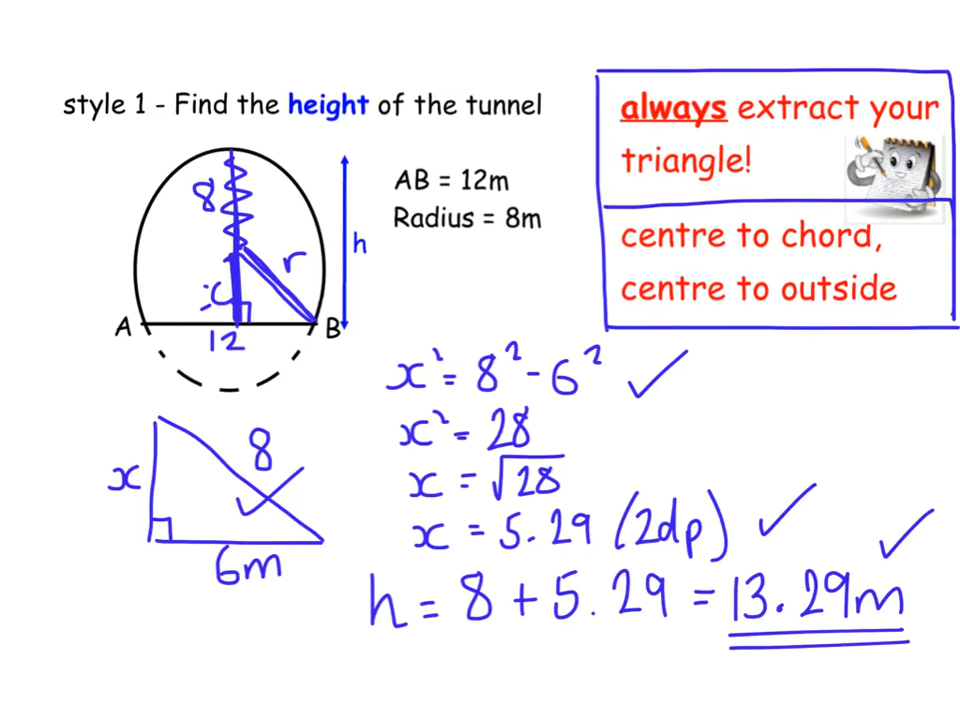 style 1 - Find the height of the tunnel
always extract your
triangle!
centre to chord,
centre to outside
AB = 12m
Radius = 8m
8
h
r
x
A
B
12
x² = 8² - 6² ✓
x² = 28
x = √28
x = 5.29 (2dp) ✓
h = 8 + 5.29 = 13.29m ✓
x
8
✓
6m